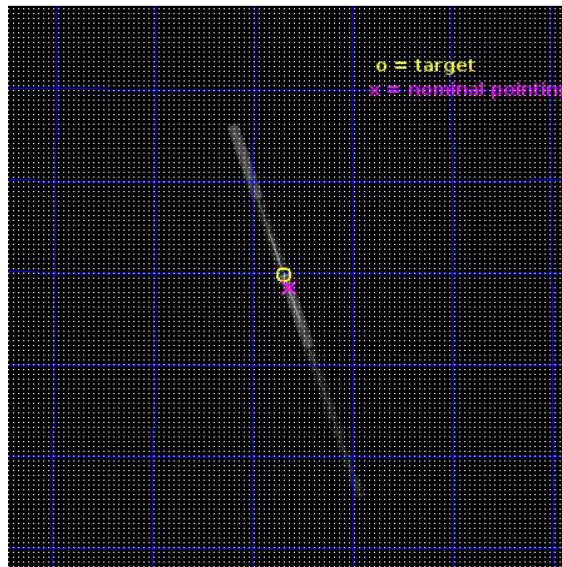 o = target
x = nominal pointing